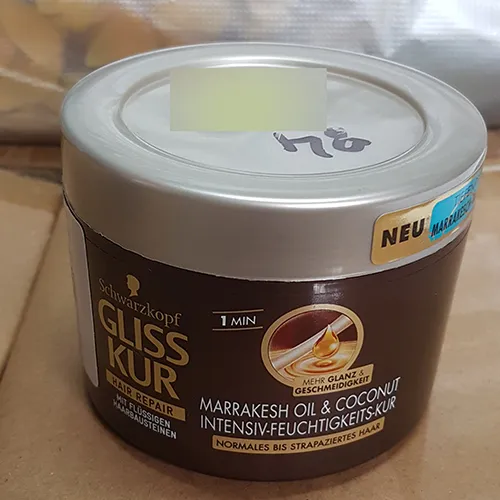 NEU
MARRAKESH
Schwarzkopf
GLISS
KUR
HAIR REPAIR
MIT FLÜSSIGEN
HAARBAUSTEINEN
1 MIN
MEHR GLANZ &
GESCHMEIDIGKEIT
MARRAKESH OIL & COCONUT
INTENSIV-FEUCHTIGKEITS-KUR
NORMALES BIS STRAPAZIERTES HAAR